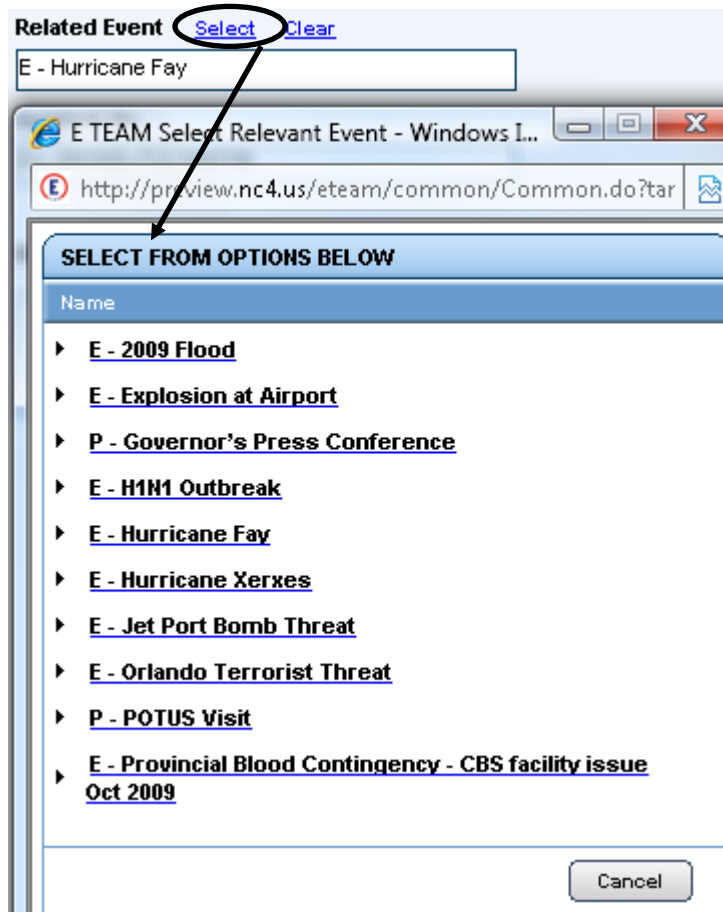 Related Event Select Clear
E - Hurricane Fay
E TEAM Select Relevant Event - Windows I...
http://preview.nc4.us/eteam/common/Common.do?tar
SELECT FROM OPTIONS BELOW
Name
E - 2009 Flood
E - Explosion at Airport
P - Governor's Press Conference
E - H1N1 Outbreak
E - Hurricane Fay
E - Hurricane Xerxes
E - Jet Port Bomb Threat
E - Orlando Terrorist Threat
P - POTUS Visit
E - Provincial Blood Contingency - CBS facility issue
Oct 2009
Cancel